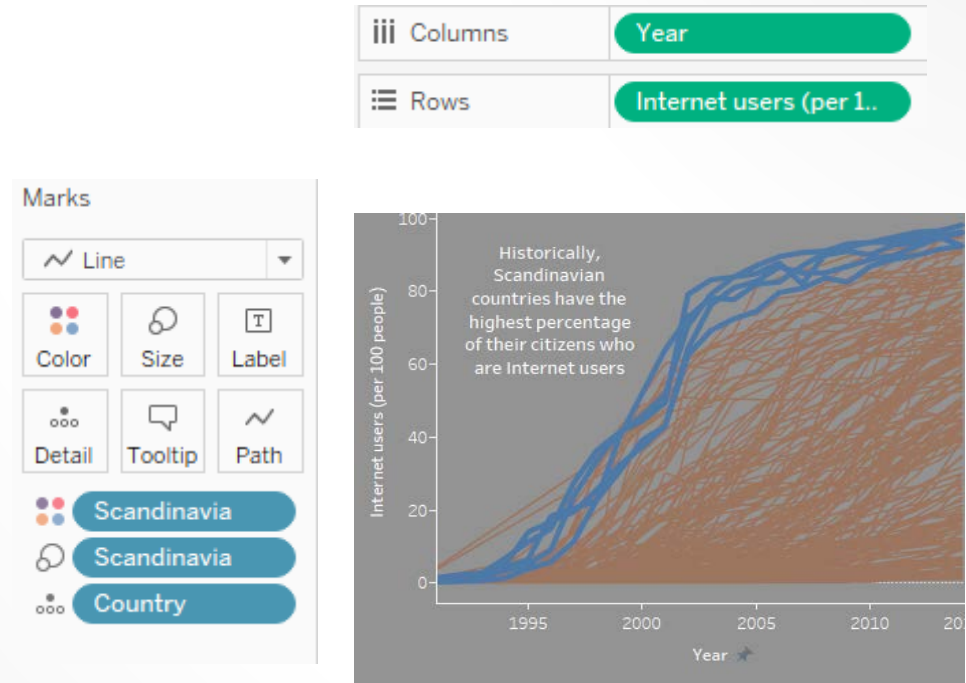 Columns
Year
Rows
Internet users (per 1..
Marks
Line
Color
Size
Label
Detail
Tooltip
Path
Scandinavia
Scandinavia
Country
Historically,
Scandinavian
countries have the
highest percentage
of their citizens who
are Internet users
Internet users (per 100 people)
100
80
60
40
20
0
1995
2000
2005
2010
20
Year